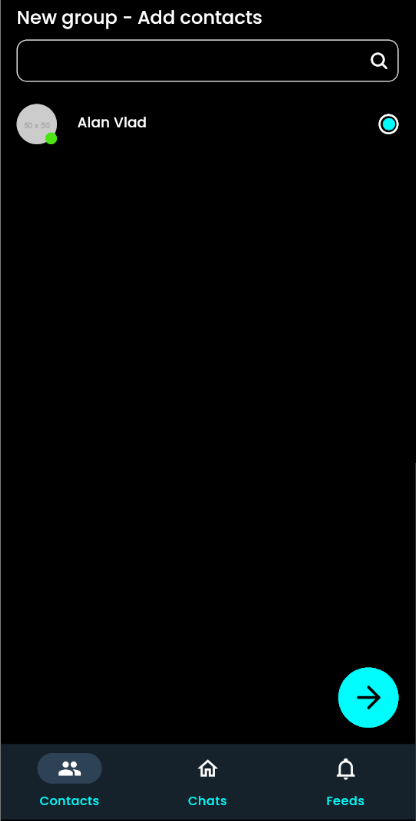 New group - Add contacts
50 x 50
Alan Vlad
Contacts
Chats
Feeds